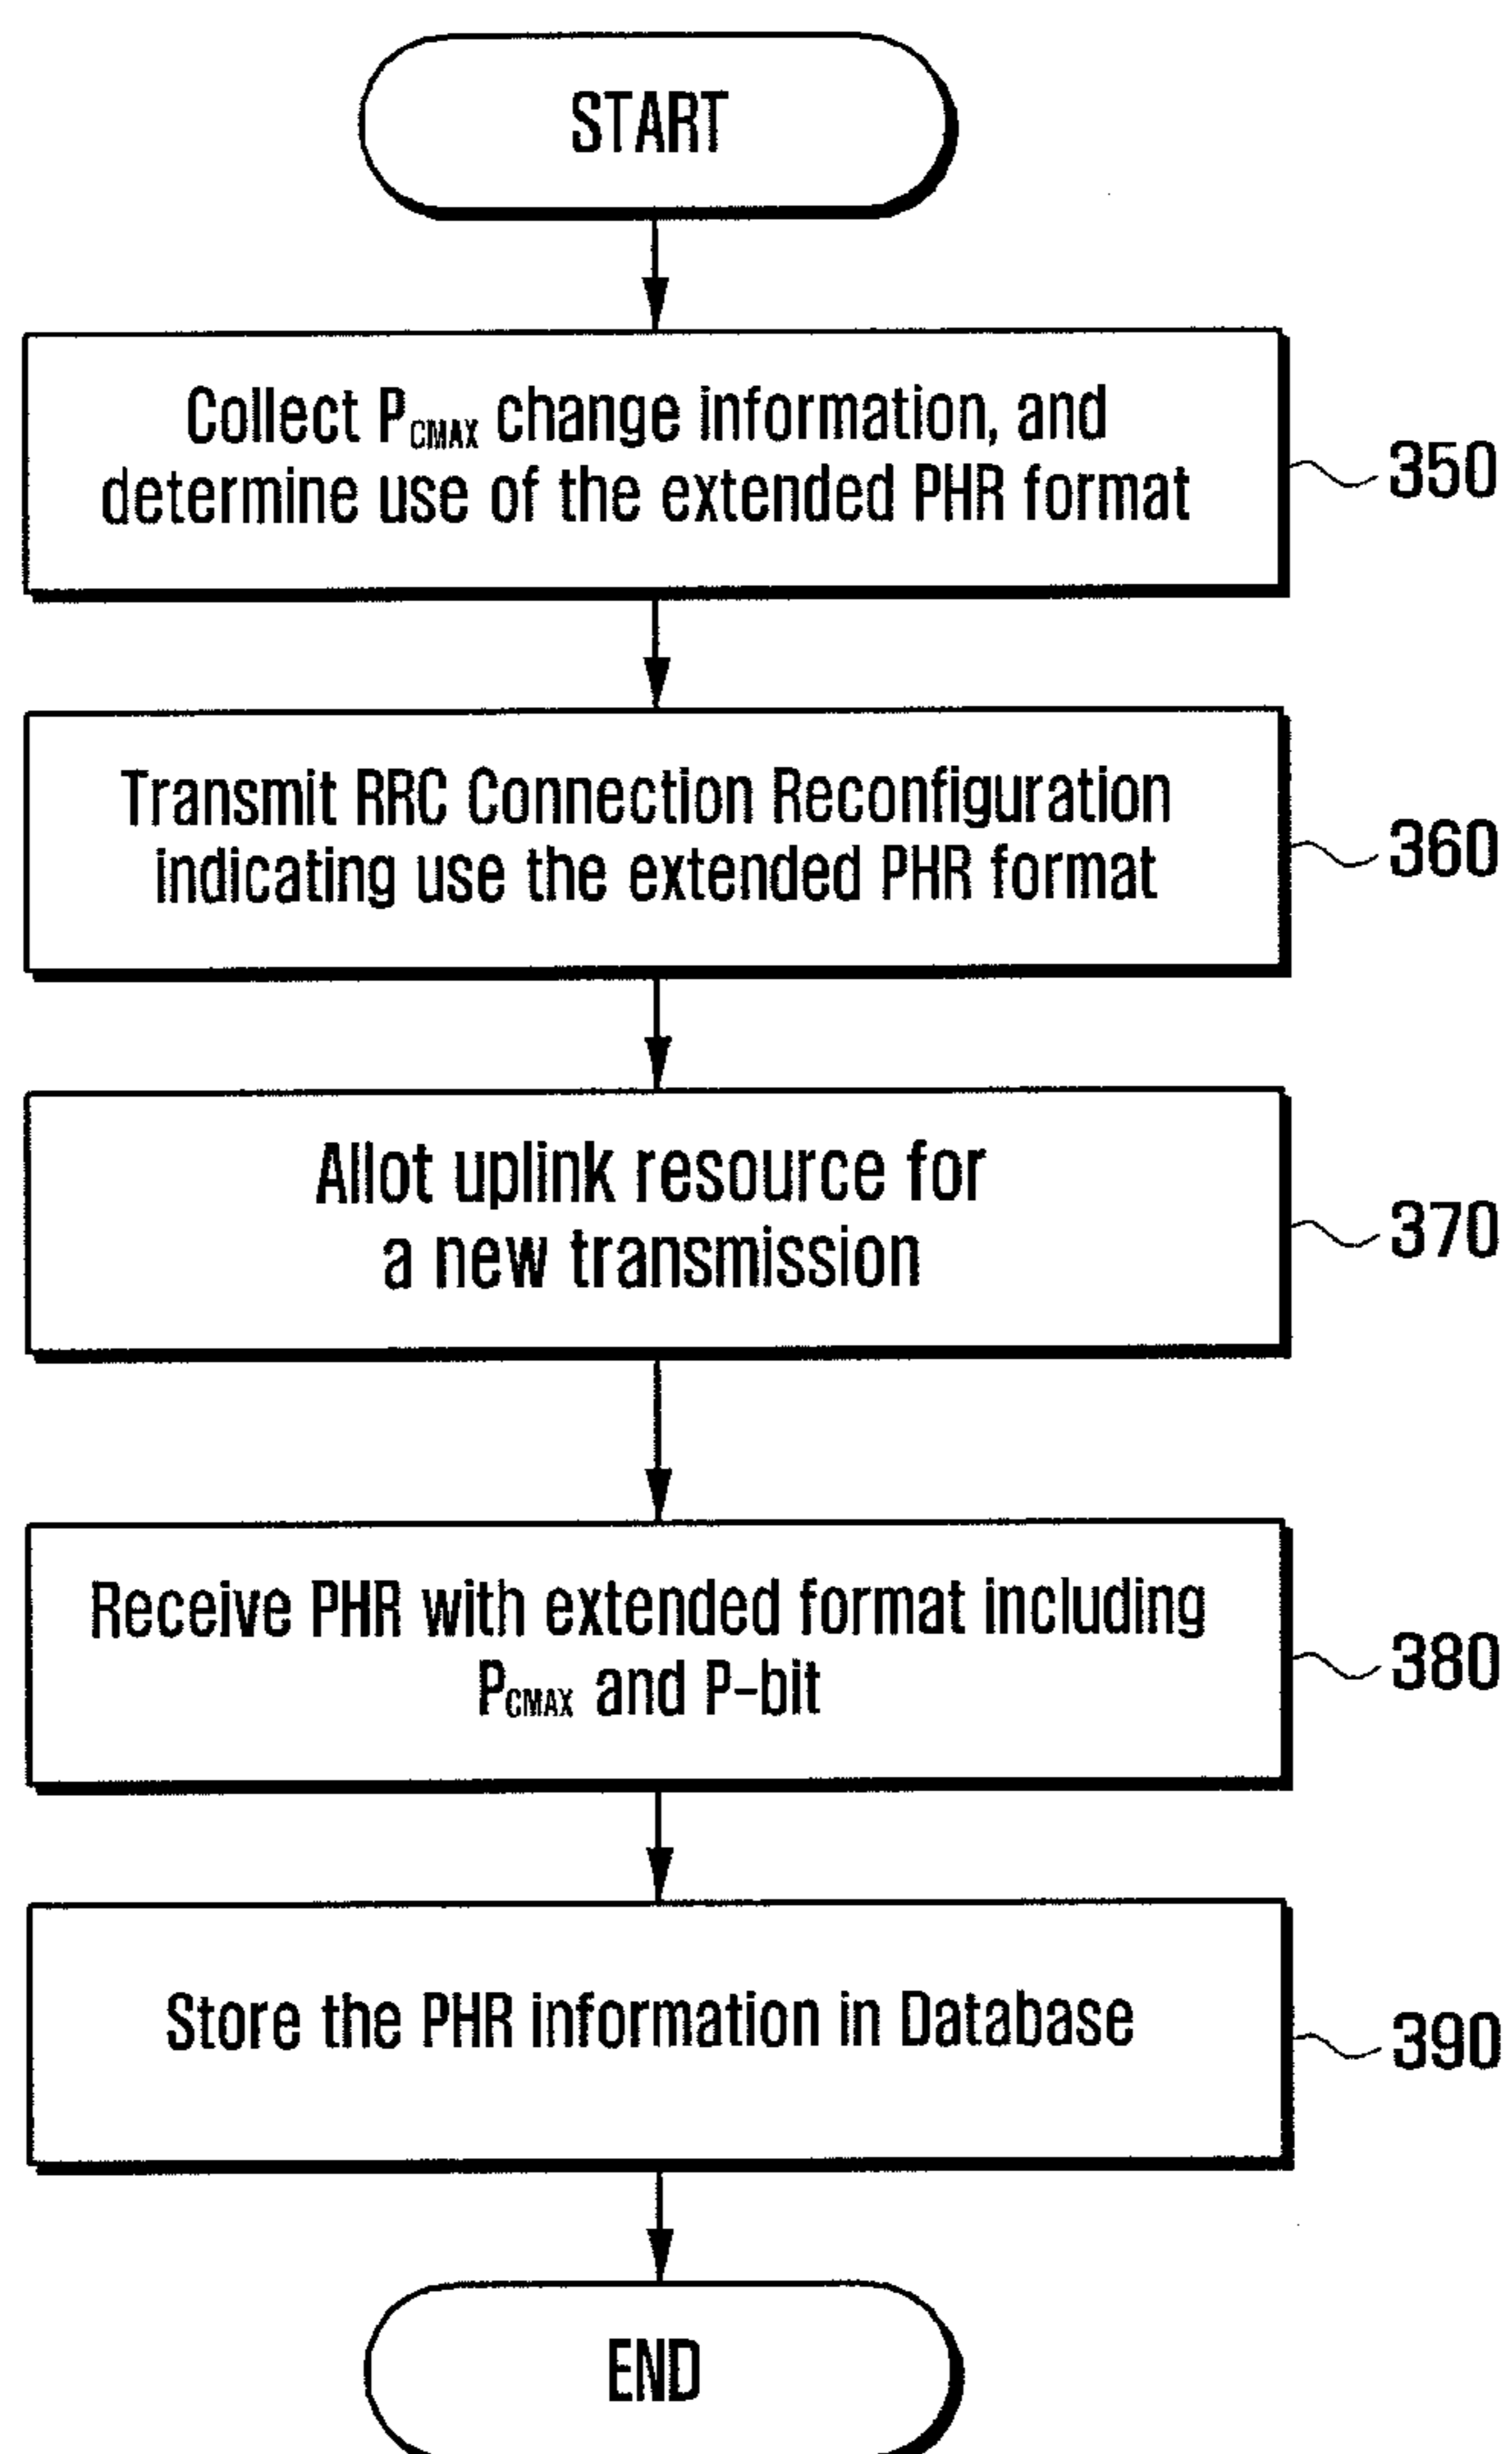 START
Collect PCMAX change information, and
determine use of the extended PHR format
350
Transmit RRC Connection Reconfiguration
indicating use the extended PHR format
360
Allot uplink resource for
a new transmission
370
Receive PHR with extended format including
PCMAX and P-bit
380
Store the PHR information in Database
390
END